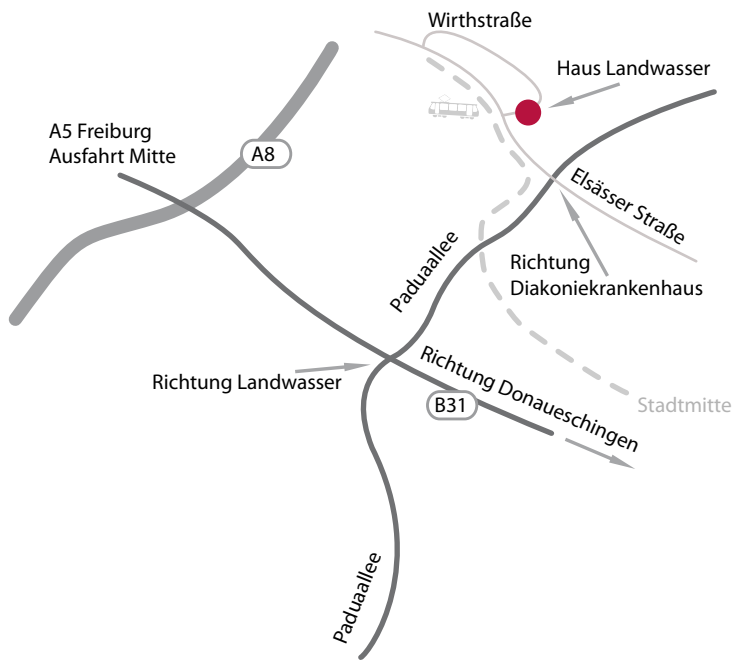 Wirthstraße
Haus Landwasser
A5 Freiburg
Ausfahrt Mitte
A8
Elsässer Straße
Paduaallee
Richtung
Diakoniekrankenhaus
Richtung Landwasser
Richtung Donaueschingen
B31
Stadtmitte
Paduaallee